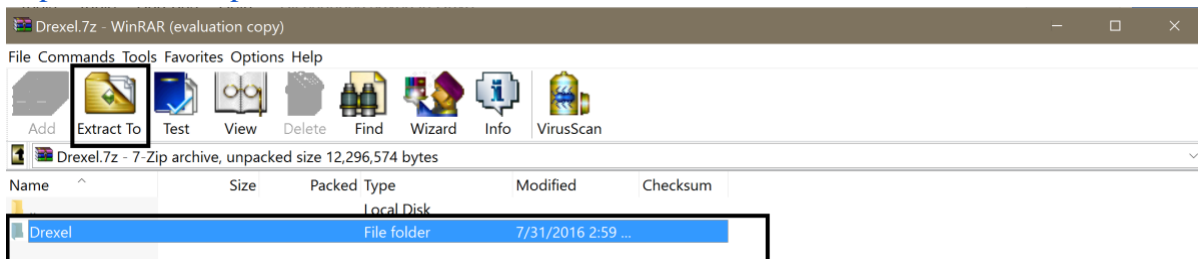 Drexel.7z - WinRAR (evaluation copy)
File Commands Tools Favorites Options Help
Add Extract To Test View Delete Find Wizard Info VirusScan
Drexel.7z - 7-Zip archive, unpacked size 12,296,574 bytes
Name Size Packed Type Modified Checksum
.. Local Disk
Drexel File folder 7/31/2016 2:59 ...